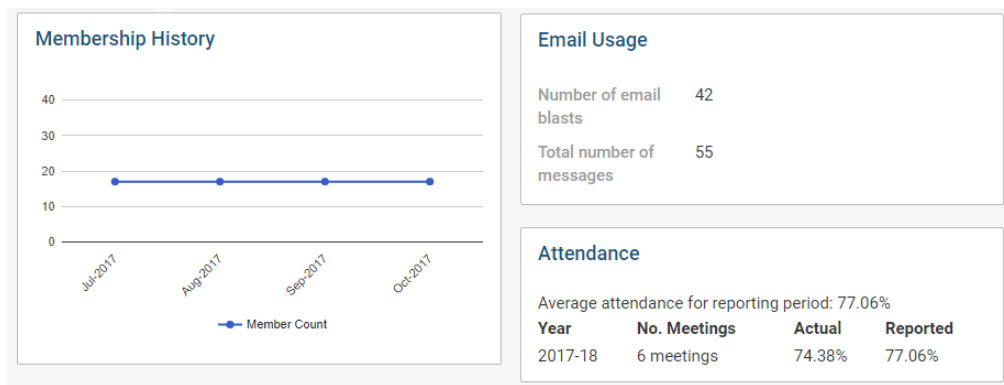 Membership History
40
30
20
10
0
Jul-2017
Aug-2017
Sep-2017
Oct-2017
Member Count
Email Usage
Number of email 42
blasts
Total number of 55
messages
Attendance
Average attendance for reporting period: 77.06%
Year No. Meetings Actual Reported
2017-18 6 meetings 74.38% 77.06%